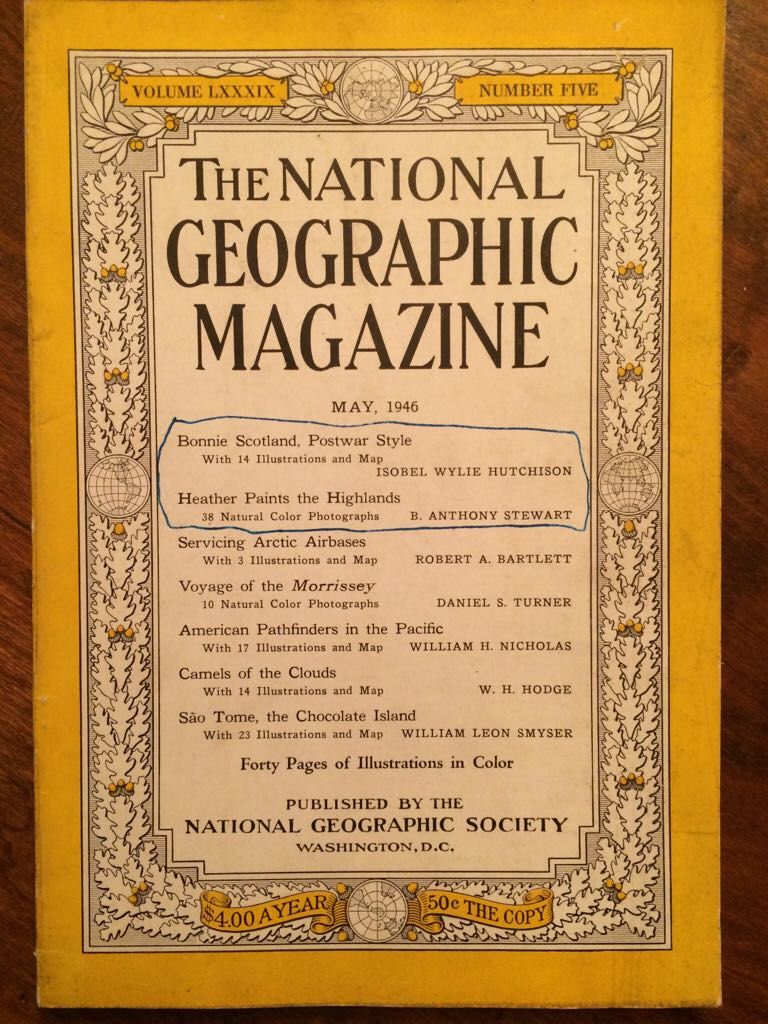 VOLUME LXXXIX NUMBER FIVE
THE NATIONAL
GEOGRAPHIC
MAGAZINE
MAY, 1946
Bonnie Scotland, Postwar Style
With 14 Illustrations and Map
ISOBEL WYLIE HUTCHISON
Heather Paints the Highlands
38 Natural Color Photographs B. ANTHONY STEWART
Servicing Arctic Airbases
With 3 Illustrations and Map ROBERT A. BARTLETT
Voyage of the Morrissey
10 Natural Color Photographs DANIEL S. TURNER
American Pathfinders in the Pacific
With 17 Illustrations and Map WILLIAM H. NICHOLAS
Camels of the Clouds
With 14 Illustrations and Map W. H. HODGE
São Tome, the Chocolate Island
With 23 Illustrations and Map WILLIAM LEON SMYSER
Forty Pages of Illustrations in Color
PUBLISHED BY THE
NATIONAL GEOGRAPHIC SOCIETY
WASHINGTON, D.C.
$4.00 A YEAR 50c THE COPY